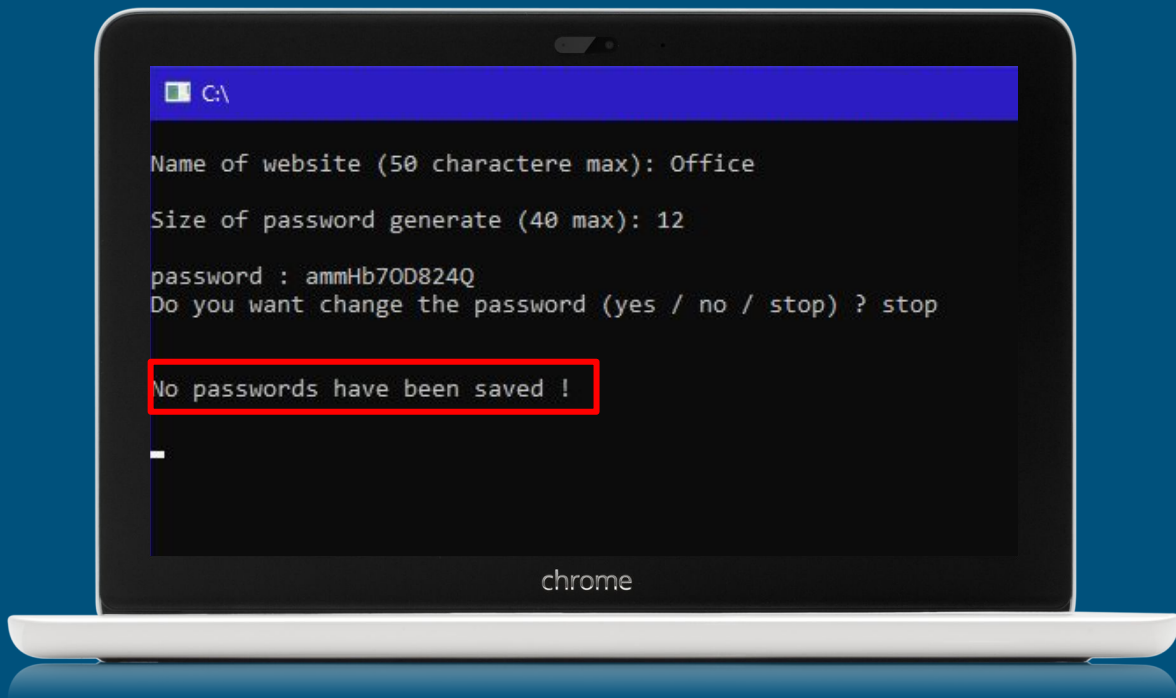 C:\
Name of website (50 charactere max): Office
Size of password generate (40 max): 12
password : ammHb7OD824Q
Do you want change the password (yes / no / stop) ? stop
No passwords have been saved !
chrome